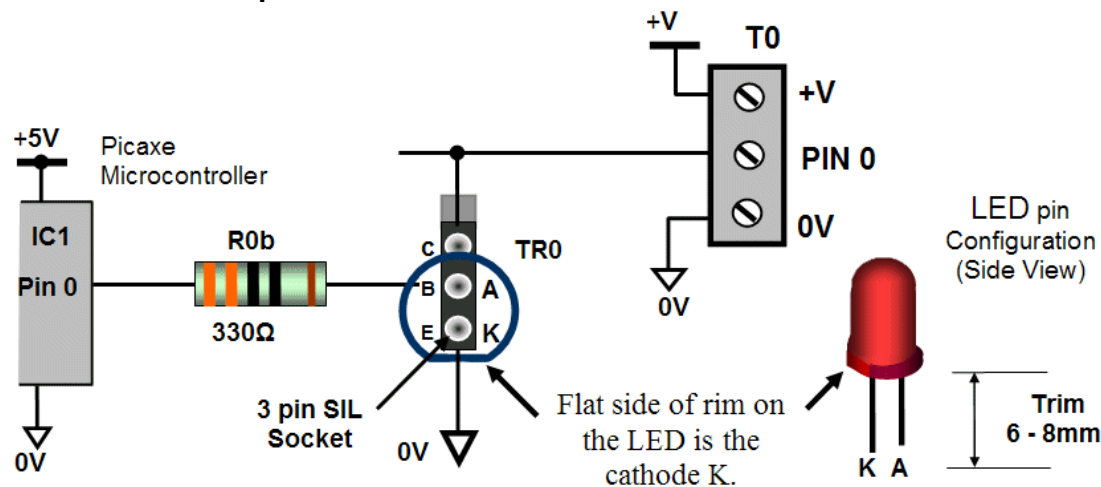 +V
T0
+V
PIN 0
0V
0V
+5V
Picaxe
Microcontroller
IC1
Pin 0
0V
R0b
330Ω
C
B
E
TR0
A
K
3 pin SIL
Socket
0V
Flat side of rim on
the LED is the
cathode K.
LED pin
Configuration
(Side View)
Trim
6 - 8mm
K A